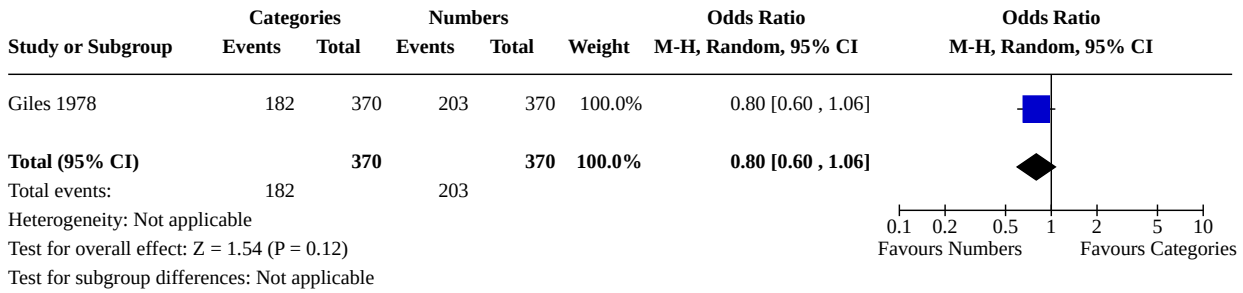 Categories Numbers Odds Ratio Odds Ratio
Study or Subgroup Events Total Events Total Weight M-H, Random, 95% CI M-H, Random, 95% CI
Giles 1978 182 370 203 370 100.0% 0.80 [0.60 , 1.06]
Total (95% CI) 370 370 100.0% 0.80 [0.60 , 1.06]
Total events: 182 203
Heterogeneity: Not applicable
0.1 0.2 0.5 1 2 5 10
Test for overall effect: Z = 1.54 (P = 0.12) Favours Numbers Favours Categories
Test for subgroup differences: Not applicable